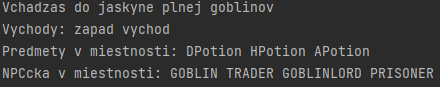 Vchadzas do jaskyne plnej goblinov
Vychody: zapad vychod
Predmety v miestnosti: DPotion HPotion APotion
NPCcka v miestnosti: GOBLIN TRADER GOBLINLORD PRISONER